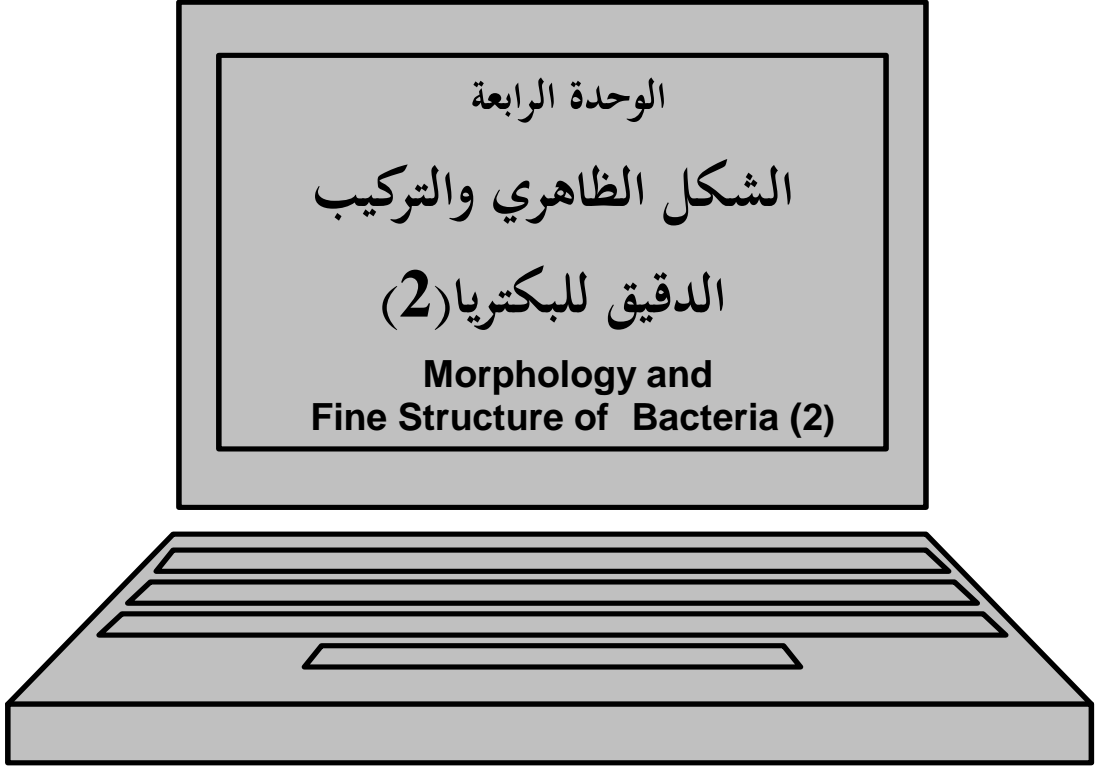 الوحدة الرابعة
الشكل الظاهري والتركيب
الدقيق للبكتريا(2)
Morphology and
Fine Structure of Bacteria (2)